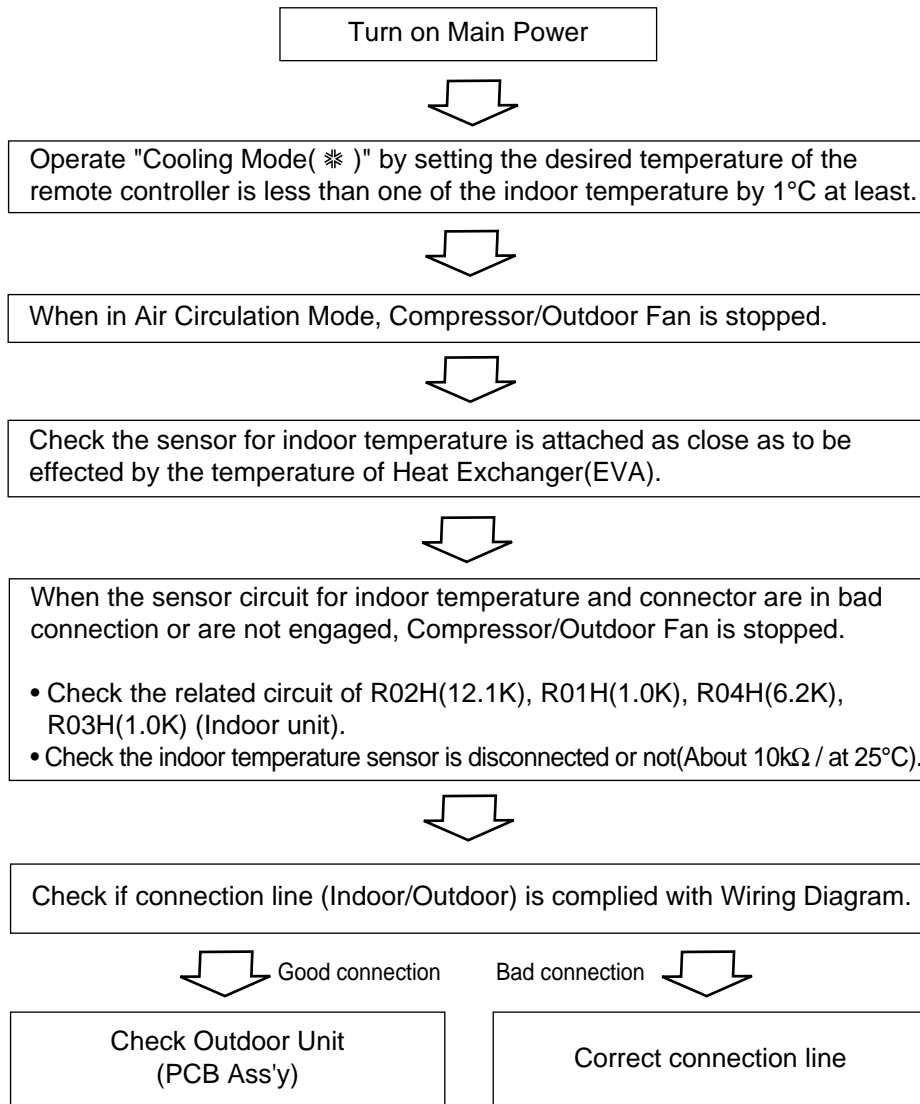 Turn on Main Power
Operate "Cooling Mode( ❋ )" by setting the desired temperature of the
remote controller is less than one of the indoor temperature by 1°C at least.
When in Air Circulation Mode, Compressor/Outdoor Fan is stopped.
Check the sensor for indoor temperature is attached as close as to be
effected by the temperature of Heat Exchanger(EVA).
When the sensor circuit for indoor temperature and connector are in bad
connection or are not engaged, Compressor/Outdoor Fan is stopped.
• Check the related circuit of R02H(12.1K), R01H(1.0K), R04H(6.2K),
R03H(1.0K) (Indoor unit).
• Check the indoor temperature sensor is disconnected or not(About 10kΩ / at 25°C).
Check if connection line (Indoor/Outdoor) is complied with Wiring Diagram.
Good connection
Bad connection
Check Outdoor Unit
(PCB Ass'y)
Correct connection line